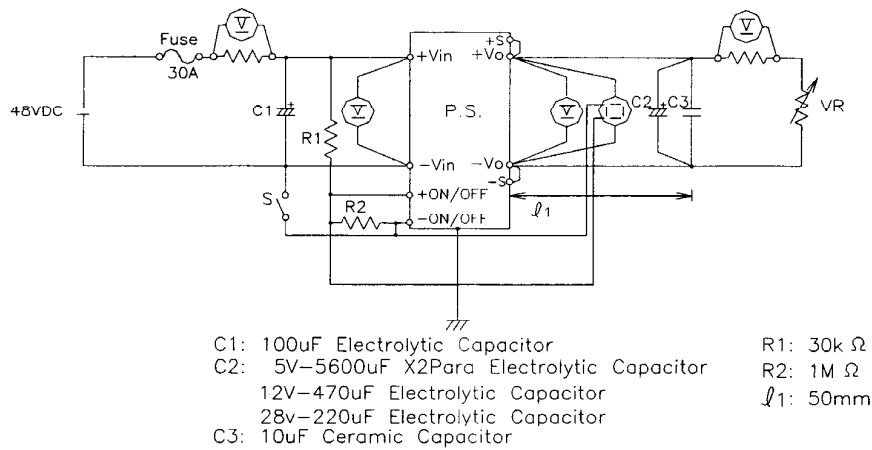 Fuse
30A
V
48VDC
C1
+
R1
V
+Vin
P.S.
−Vin
+ON/OFF
−ON/OFF
S
R2
+S
+Vo
−Vo
−S
V
C2
+
C3
V
VR
ℓ1
C1: 100uF Electrolytic Capacitor
C2: 5V−5600uF X2Para Electrolytic Capacitor
12V−470uF Electrolytic Capacitor
28v−220uF Electrolytic Capacitor
C3: 10uF Ceramic Capacitor
R1: 30k Ω
R2: 1M Ω
ℓ1: 50mm